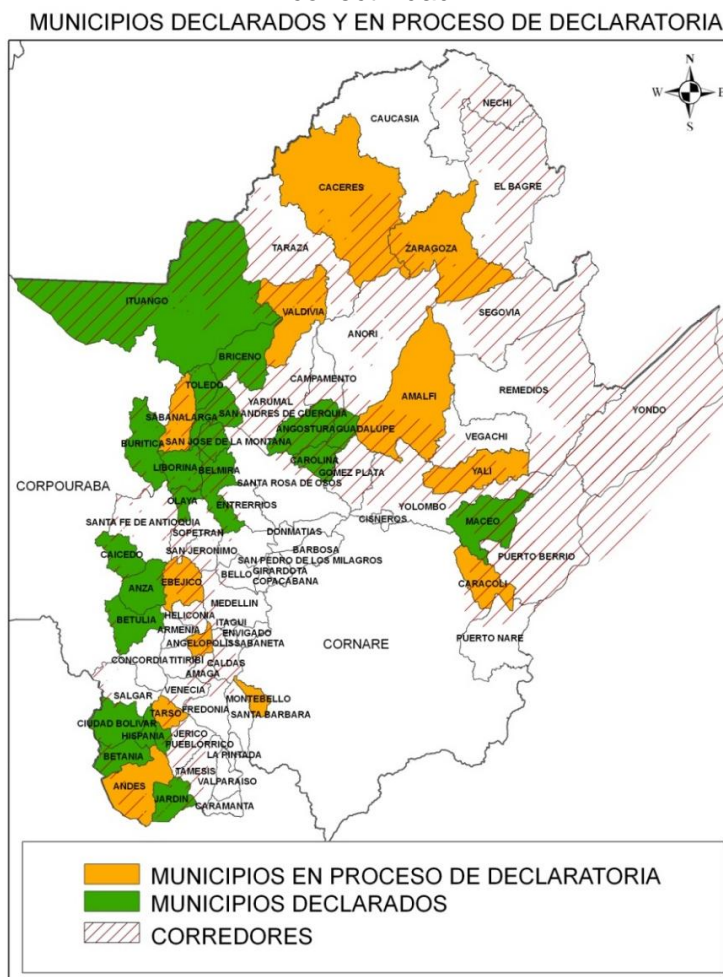 MUNICIPIOS DECLARADOS Y EN PROCESO DE DECLARATORIA
N
W E
S
NECHI
CAUCASIA
CACERES
EL BAGRE
ZARAGOZA
TARAZA
ITUANGO
VALDIVIA
SEGOVIA
ANORI
BRICENO
CAMPAMENTO
TOLEDO
REMEDIOS
YARUMAL
AMALFI
YONDO
SABANALARGA
SAN ANDRES DE CUERQUIA
ANGOSTURA
GUADALUPE
VEGACHI
BURITICA
SAN JOSE DE LA MONTANA
CAROLINA
LIBORINA
BELMIRA
GOMEZ PLATA
YALI
CORPOURABA
SANTA ROSA DE OSOS
OLAYA
ENTRERRIOS
YOLOMBO
CISNEROS
MACEO
SANTA FE DE ANTIOQUIA
SOPETRAN
DONMATIAS
CAICEDO
SAN JERONIMO
BARBOSA
PUERTO BERRIO
SAN PEDRO DE LOS MILAGROS
ANZA
EBEJICO
BELLO
GIRARDOTA
COPACABANA
CARACOLI
MEDELLIN
BETULIA
HELICONIA
ITAGUI
ARMENIA
ENVIGADO
PUERTO NARE
ANGELOPOLIS
SABANETA
CORNARE
CONCORDIA
TITIRIBI
CALDAS
AMAGA
SALGAR
VENECIA
MONTEBELLO
TARSO
FREDONIA
SANTA BARBARA
CIUDAD BOLIVAR
HISPANIA
JERICO
PUEBLORRICO
BETANIA
LA PINTADA
TAMESIS
ANDES
VALPARAISO
JARDIN
CARAMANTA
MUNICIPIOS EN PROCESO DE DECLARATORIA
MUNICIPIOS DECLARADOS
CORREDORES